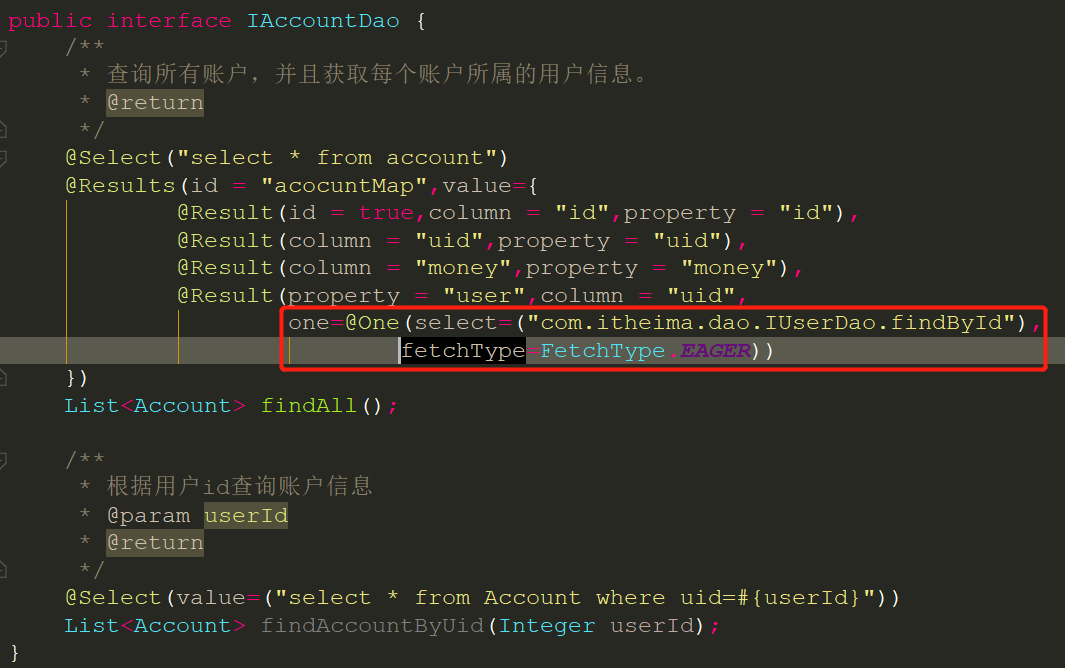 public interface IAccountDao {
/**
* 查询所有账户，并且获取每个账户所属的用户信息。
* @return
*/
@Select("select * from account")
@Results(id = "acocuntMap",value={
@Result(id = true,column = "id",property = "id"),
@Result(column = "uid",property = "uid"),
@Result(column = "money",property = "money"),
@Result(property = "user",column = "uid",
one=@One(select=("com.itheima.dao.IUserDao.findById"),
fetchType=FetchType.EAGER))
})
List<Account> findAll();
/**
* 根据用户id查询账户信息
* @param userId
* @return
*/
@Select(value=("select * from Account where uid=#{userId}"))
List<Account> findAccountByUid(Integer userId);
}